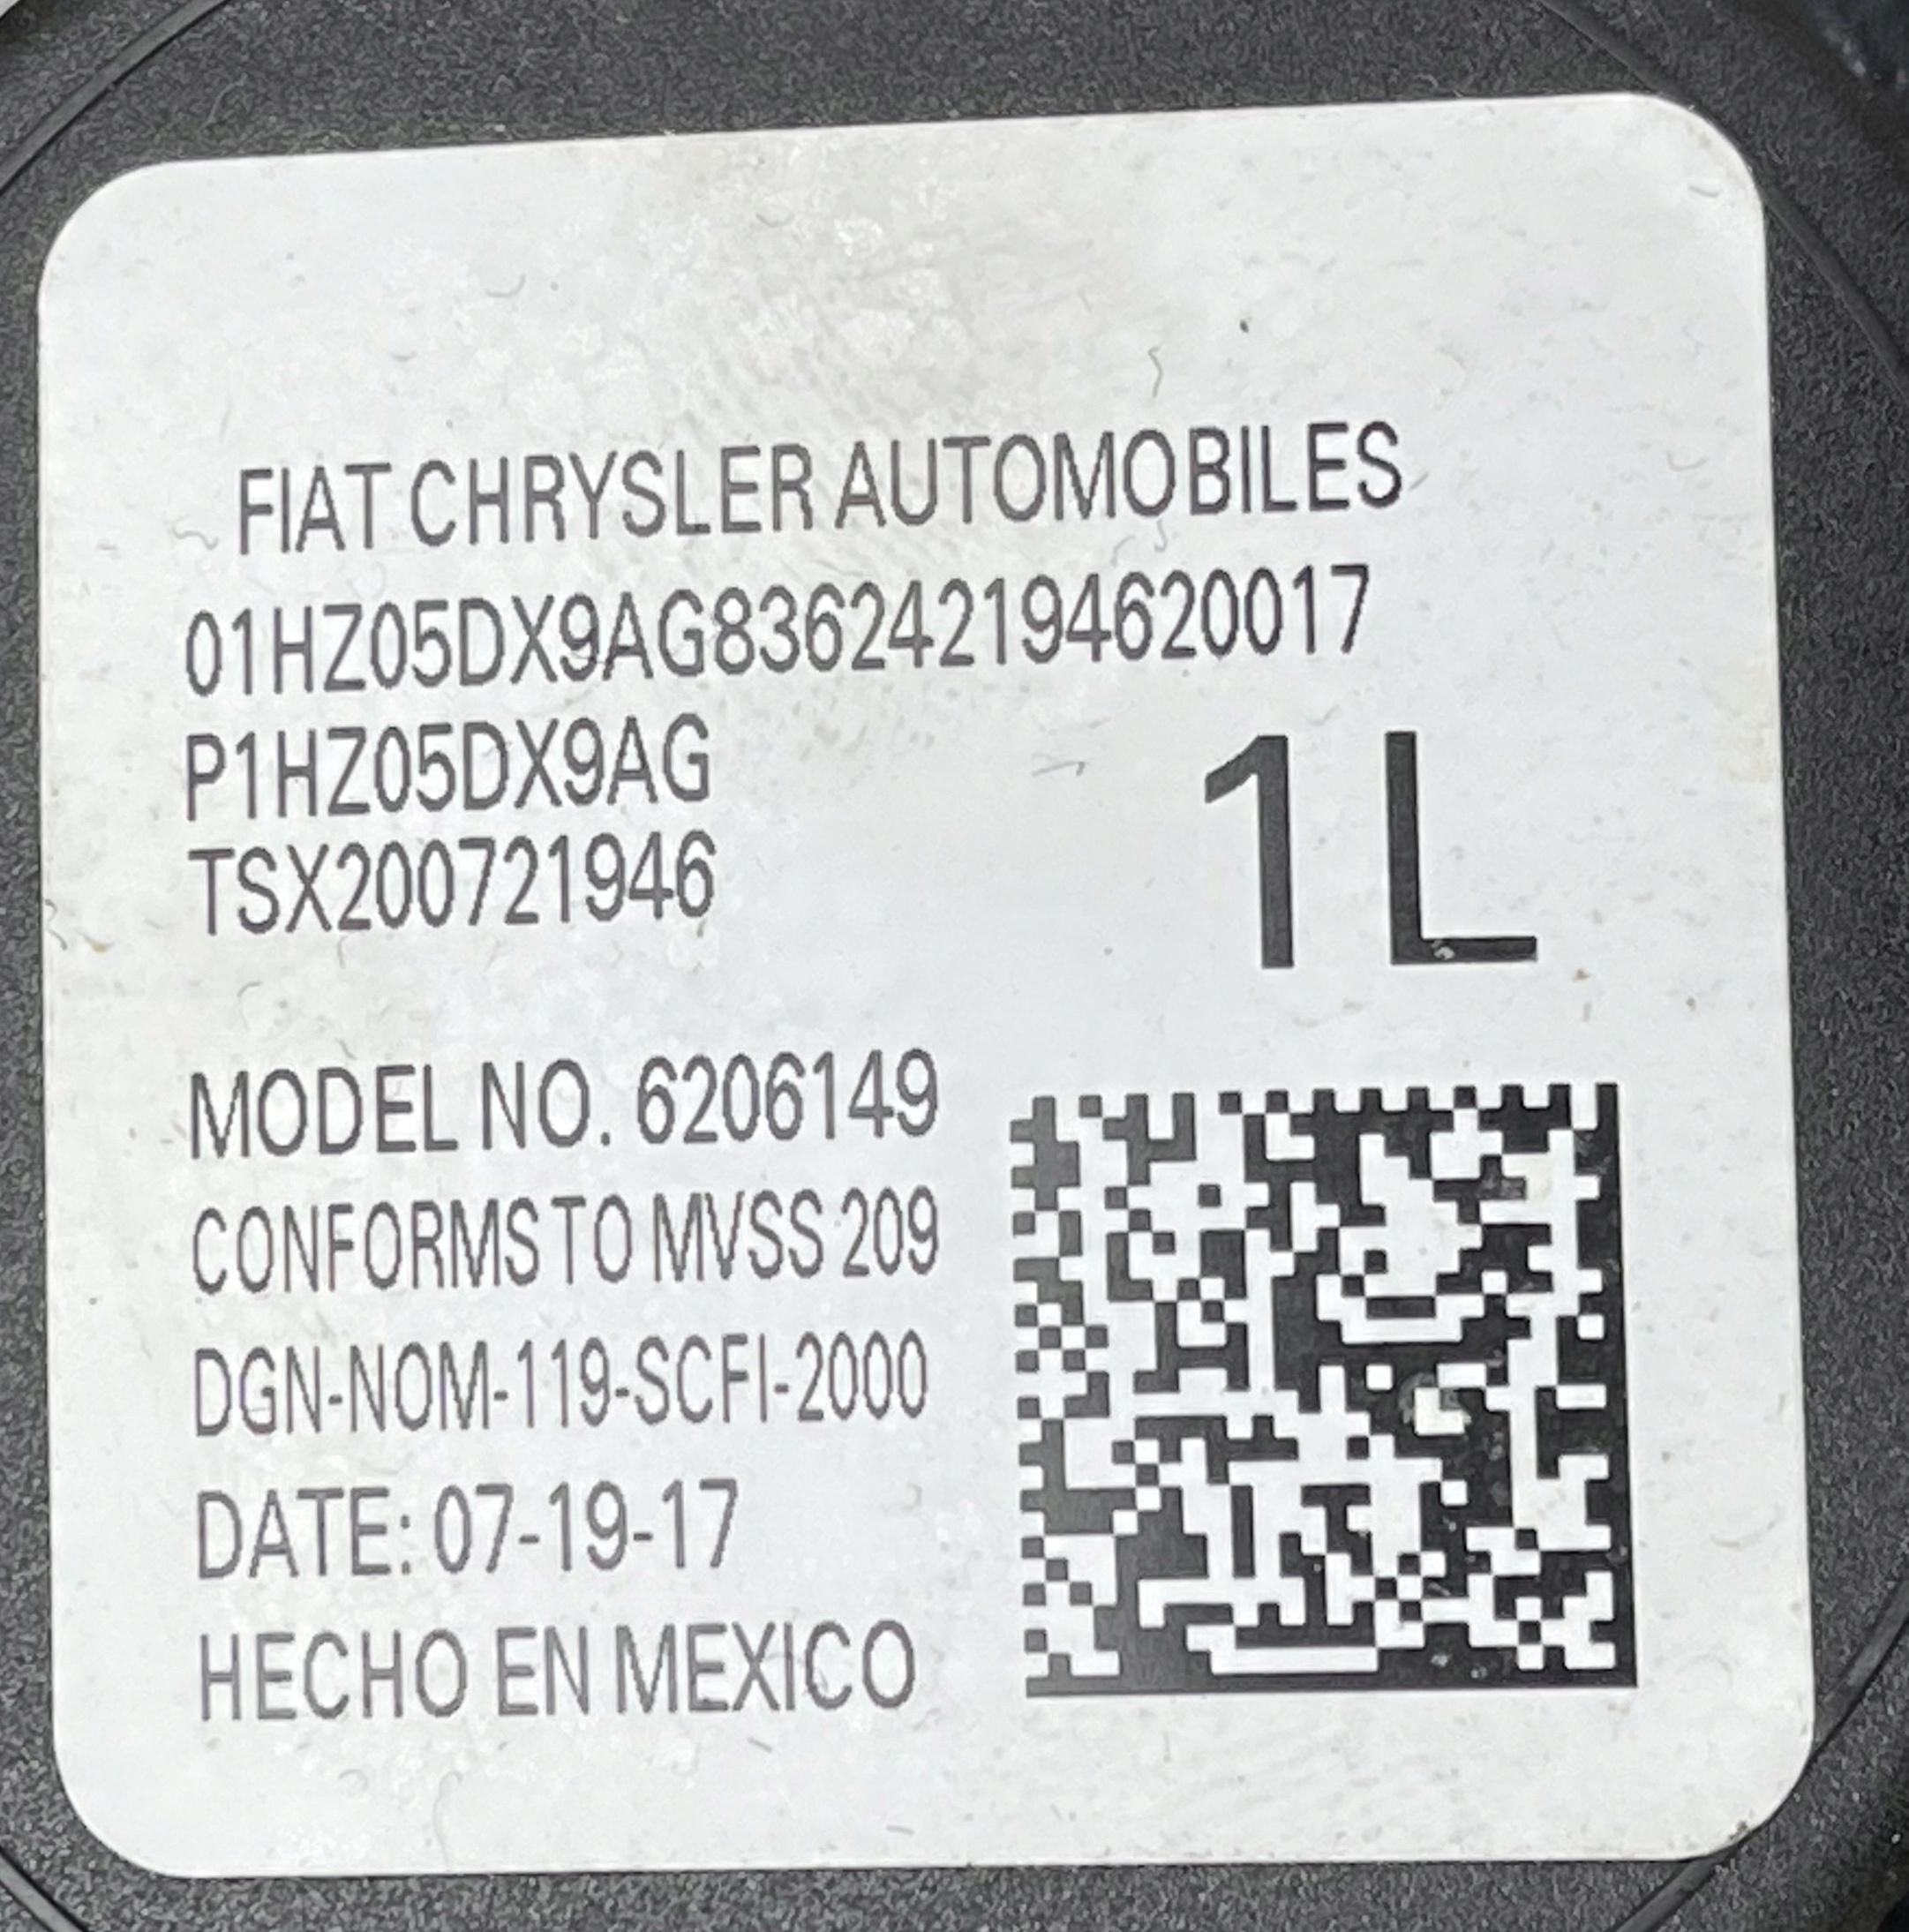 FIAT CHRYSLER AUTOMOBILES
01HZ05DX9AG836242194620017
P1HZ05DX9AG
TSX200721946
1L
MODEL NO. 6206149
CONFORMS TO MVSS 209
DGN-NOM-119-SCFI-2000
DATE: 07-19-17
HECHO EN MEXICO